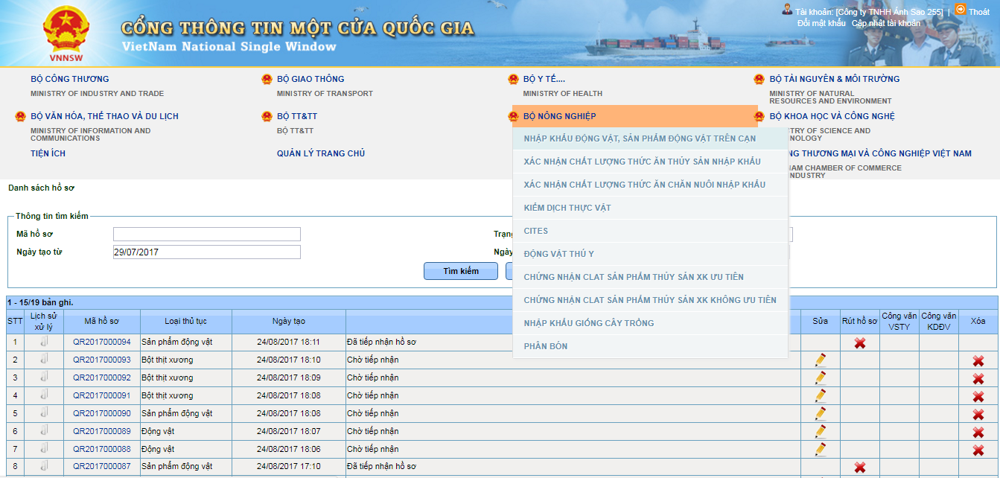 Tài khoản: [Công ty TNHH Ánh Sao 255] | Thoát
Đổi mật khẩu Cập nhật tài khoản
VNNSW
CỔNG THÔNG TIN MỘT CỬA QUỐC GIA
VietNam National Single Window
BỘ CÔNG THƯƠNG
MINISTRY OF INDUSTRY AND TRADE
BỘ GIAO THÔNG
MINISTRY OF TRANSPORT
BỘ Y TẾ....
MINISTRY OF HEALTH
BỘ TÀI NGUYÊN & MÔI TRƯỜNG
MINISTRY OF NATURAL
RESOURCES AND ENVIRONMENT
BỘ VĂN HÓA, THỂ THAO VÀ DU LỊCH
MINISTRY OF INFORMATION AND
COMMUNICATIONS
BỘ TT&TT
BỘ TT&TT
BỘ NÔNG NGHIỆP
BỘ KHOA HỌC VÀ CÔNG NGHỆ
TRY OF SCIENCE AND
NOLOGY
TIỆN ÍCH
QUẢN LÝ TRANG CHỦ
NG THƯƠNG MẠI VÀ CÔNG NGHIỆP VIỆT NAM
AM CHAMBER OF COMMERCE
NDUSTRY
NHẬP KHẨU ĐỘNG VẬT, SẢN PHẨM ĐỘNG VẬT TRÊN CẠN
XÁC NHẬN CHẤT LƯỢNG THỨC ĂN THỦY SẢN NHẬP KHẨU
XÁC NHẬN CHẤT LƯỢNG THỨC ĂN CHĂN NUÔI NHẬP KHẨU
KIỂM DỊCH THỰC VẬT
CITES
ĐỘNG VẬT THÚ Y
CHỨNG NHẬN CLAT SẢN PHẨM THỦY SẢN XK ƯU TIÊN
CHỨNG NHẬN CLAT SẢN PHẨM THỦY SẢN XK KHÔNG ƯU TIÊN
NHẬP KHẨU GIỐNG CÂY TRỒNG
PHÂN BÓN
Danh sách hồ sơ
Thông tin tìm kiếm
Mã hồ sơ Trạn
Ngày tạo từ 29/07/2017 Ngày
Tìm kiếm
1 - 15/19 bản ghi.
STT Lịch sử xử lý Mã hồ sơ Loại thủ tục Ngày tạo Sửa Rút hồ sơ Công văn VSTY Công văn KDĐV Xóa
1 QR2017000094 Sản phẩm động vật 24/08/2017 18:11 Đã tiếp nhận hồ sơ
2 QR2017000093 Bột thịt xương 24/08/2017 18:10 Chờ tiếp nhận
3 QR2017000092 Bột thịt xương 24/08/2017 18:09 Chờ tiếp nhận
4 QR2017000091 Bột thịt xương 24/08/2017 18:08 Chờ tiếp nhận
5 QR2017000090 Sản phẩm động vật 24/08/2017 18:08 Chờ tiếp nhận
6 QR2017000089 Động vật 24/08/2017 18:07 Chờ tiếp nhận
7 QR2017000088 Động vật 24/08/2017 18:06 Chờ tiếp nhận
8 QR2017000087 Sản phẩm động vật 24/08/2017 17:10 Đã tiếp nhận hồ sơ